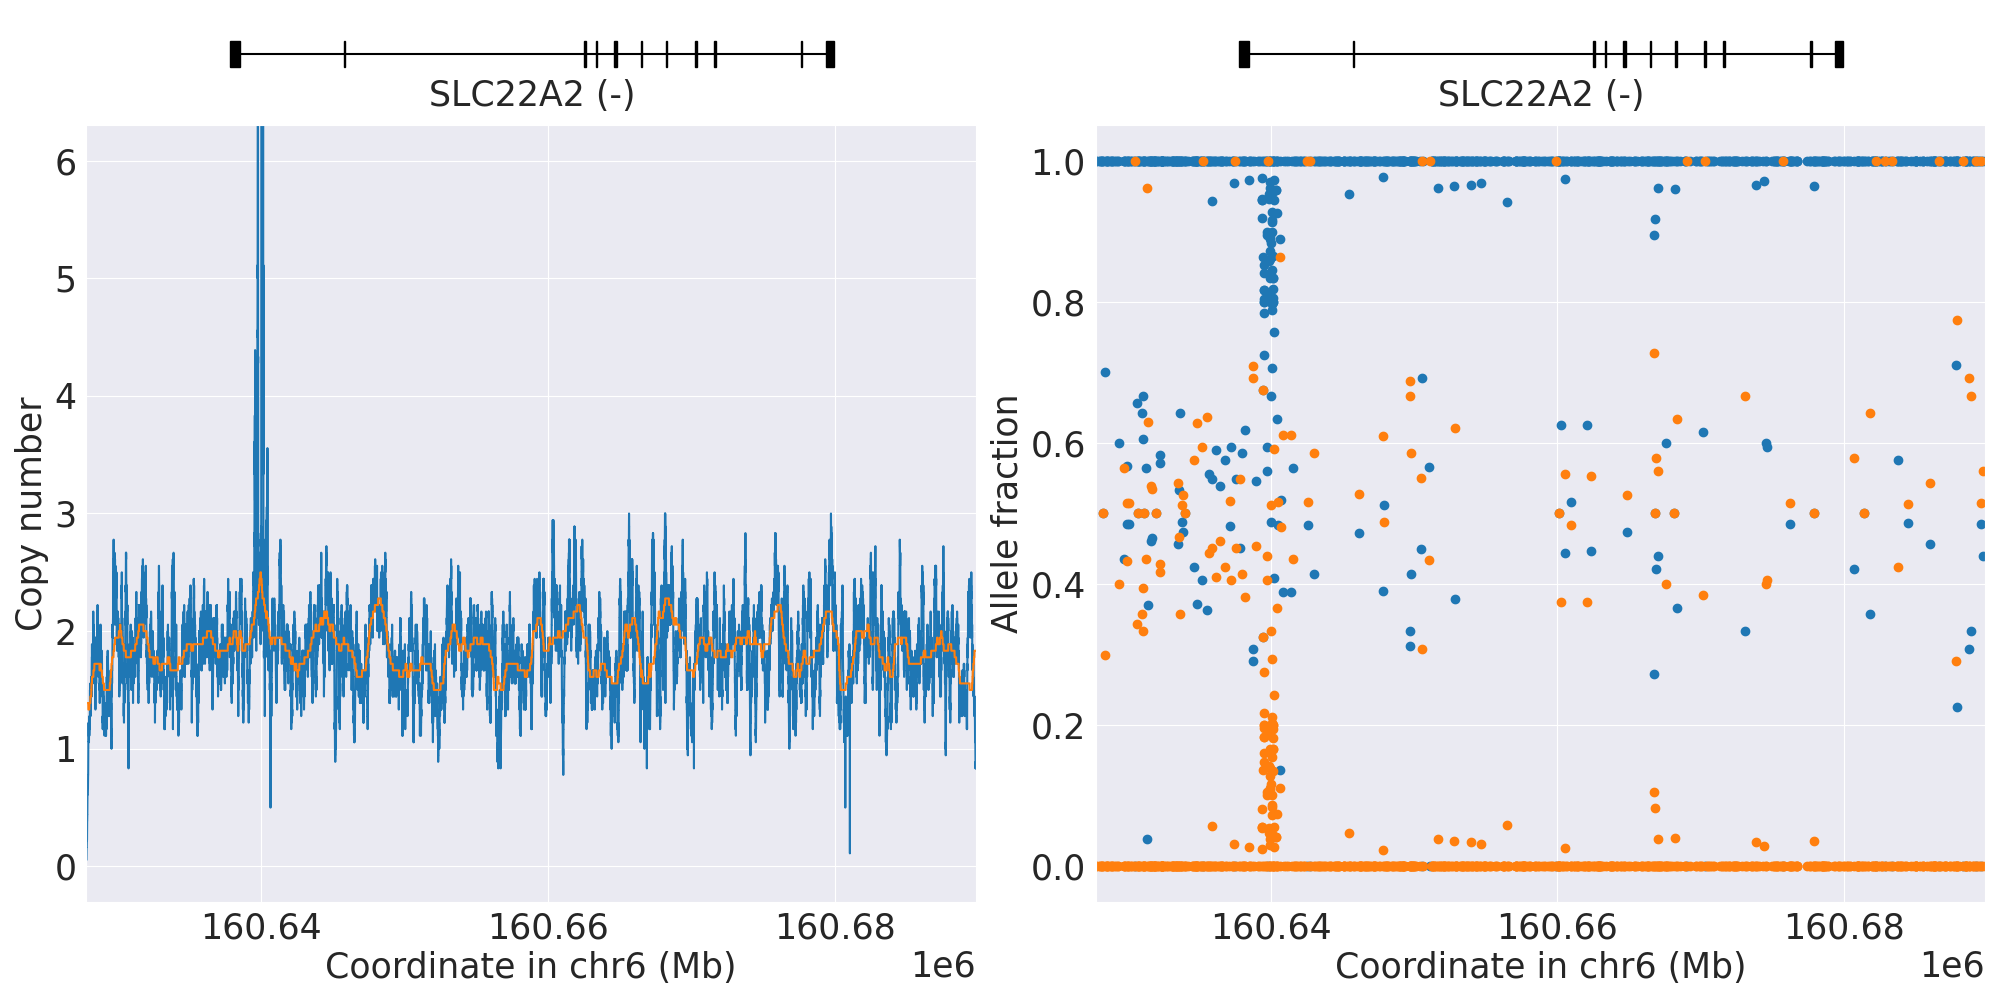 SLC22A2 (-)
6
5
4
3
2
1
0
Copy number
160.64
160.66
160.68
1e6
Coordinate in chr6 (Mb)
SLC22A2 (-)
1.0
0.8
0.6
0.4
0.2
0.0
Allele fraction
160.64
160.66
160.68
1e6
Coordinate in chr6 (Mb)